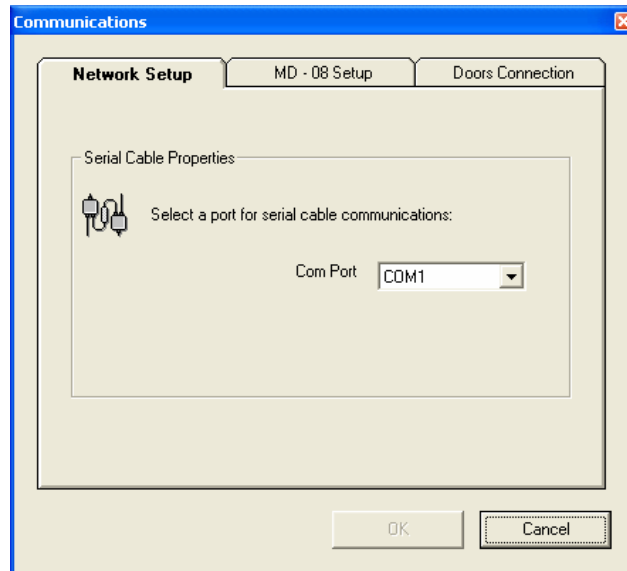 Communications
Network Setup MD - 08 Setup Doors Connection
Serial Cable Properties
Select a port for serial cable communications:
Com Port COM1
OK Cancel